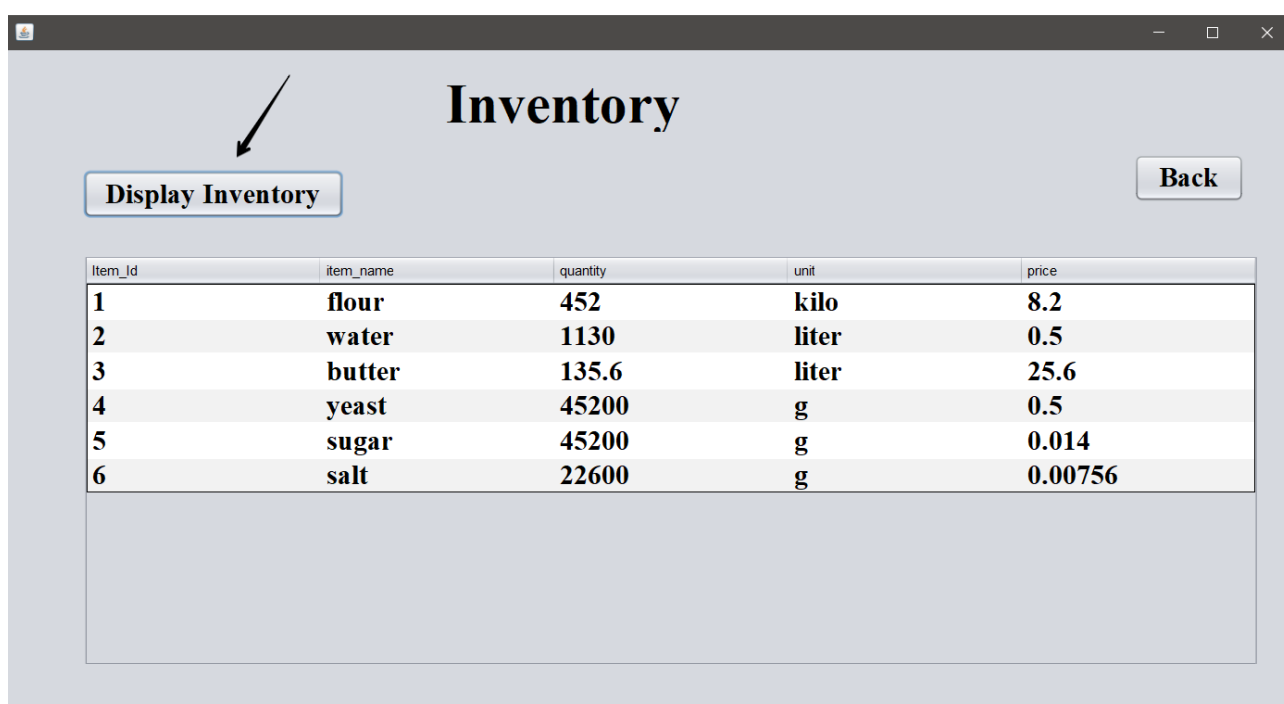 Inventory
Display Inventory
Back
Item_Id item_name quantity unit price
1 flour 452 kilo 8.2
2 water 1130 liter 0.5
3 butter 135.6 liter 25.6
4 yeast 45200 g 0.5
5 sugar 45200 g 0.014
6 salt 22600 g 0.00756